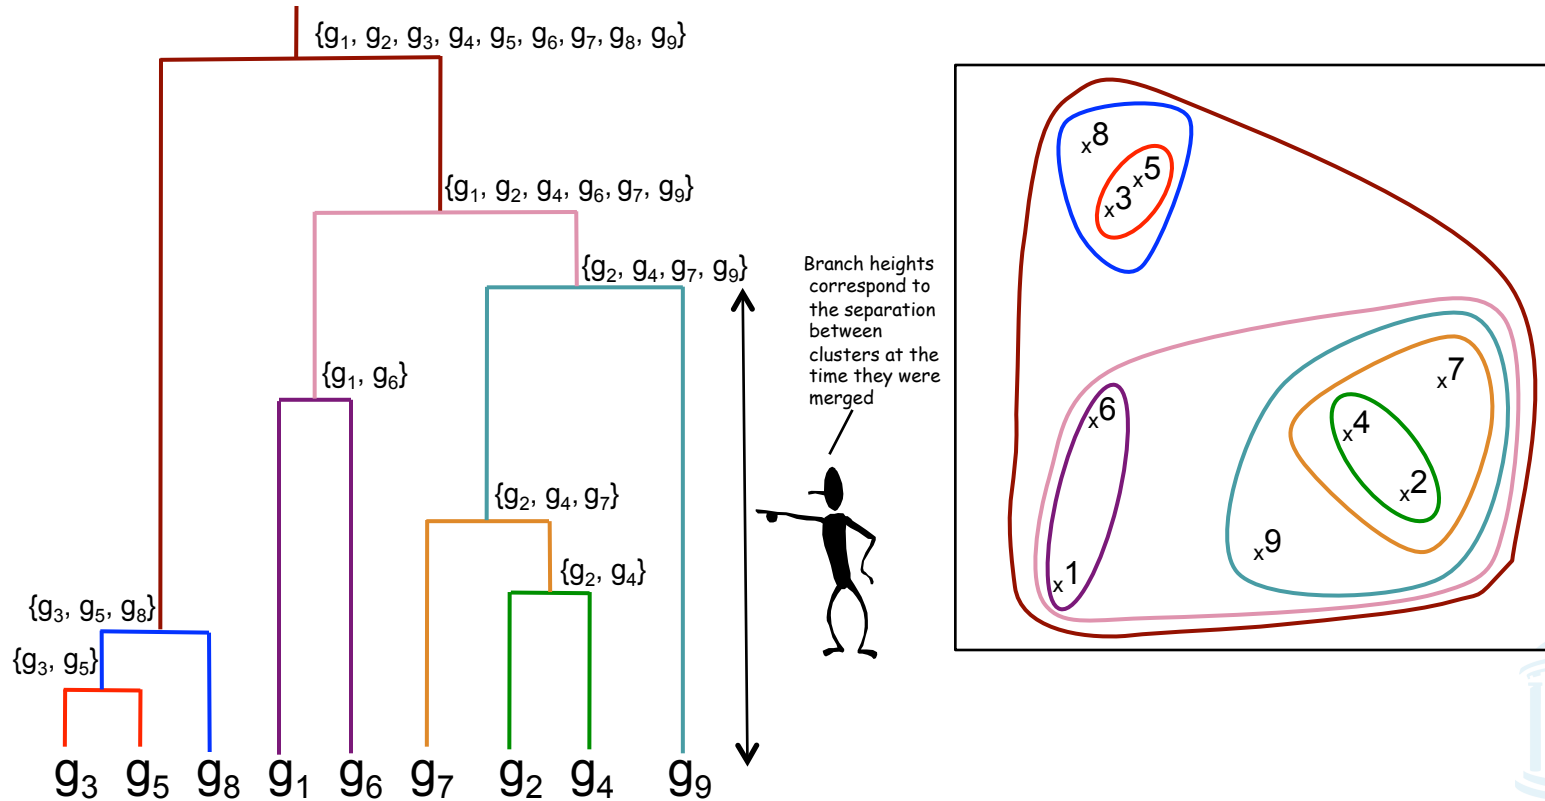 {g₁, g₂, g₃, g₄, g₅, g₆, g₇, g₈, g₉}
{g₁, g₂, g₄, g₆, g₇, g₉}
{g₂, g₄, g₇, g₉}
{g₁, g₆}
{g₂, g₄, g₇}
{g₂, g₄}
{g₃, g₅, g₈}
{g₃, g₅}
g₃ g₅ g₈ g₁ g₆ g₇ g₂ g₄ g₉
Branch heights
correspond to
the separation
between
clusters at the
time they were
merged
x8
x5
x3
x7
x6
x4
x2
x9
x1